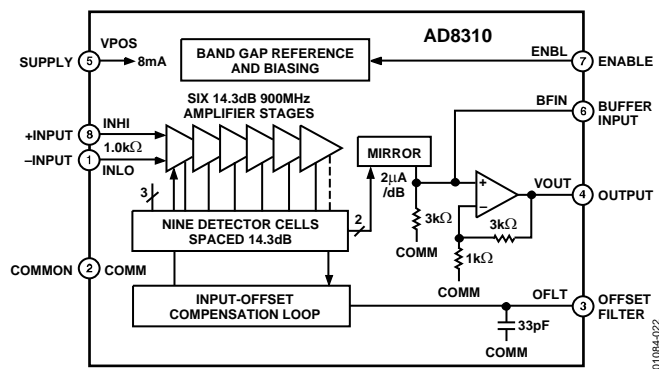 AD8310
SUPPLY
5
VPOS
8mA
BAND GAP REFERENCE
AND BIASING
ENBL
7
ENABLE
SIX 14.3dB 900MHz
AMPLIFIER STAGES
BFIN
6
BUFFER
INPUT
+INPUT
8
INHI
1.0kΩ
–INPUT
1
INLO
MIRROR
2µA
/dB
3kΩ
COMM
+
–
VOUT
4
OUTPUT
3kΩ
1kΩ
COMM
3
NINE DETECTOR CELLS
SPACED 14.3dB
2
COMMON
2
COMM
INPUT-OFFSET
COMPENSATION LOOP
OFLT
3
OFFSET
FILTER
33pF
COMM
01084-022